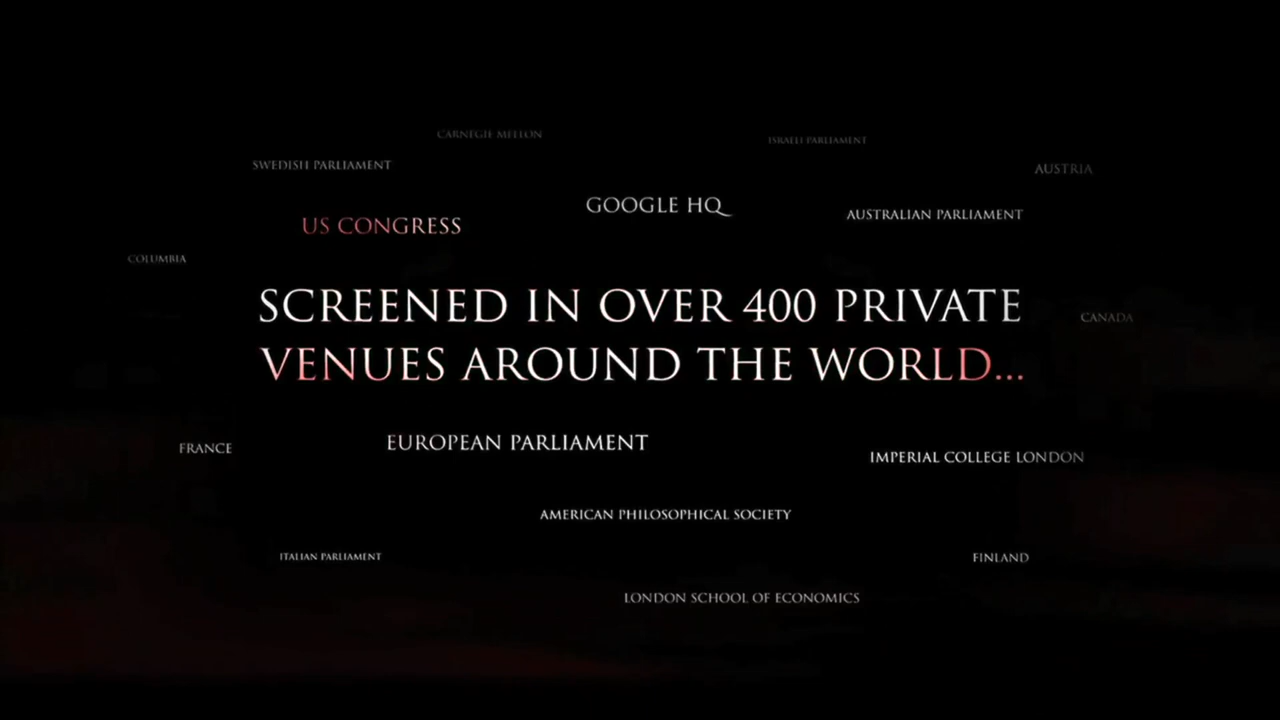 CARNEGIE MELLON
ISRAELI PARLIAMENT
SWEDISH PARLIAMENT
AUSTRIA
GOOGLE HQ
AUSTRALIAN PARLIAMENT
US CONGRESS
COLUMBIA
SCREENED IN OVER 400 PRIVATE
CANADA
VENUES AROUND THE WORLD...
EUROPEAN PARLIAMENT
FRANCE
IMPERIAL COLLEGE LONDON
AMERICAN PHILOSOPHICAL SOCIETY
ITALIAN PARLIAMENT
FINLAND
LONDON SCHOOL OF ECONOMICS